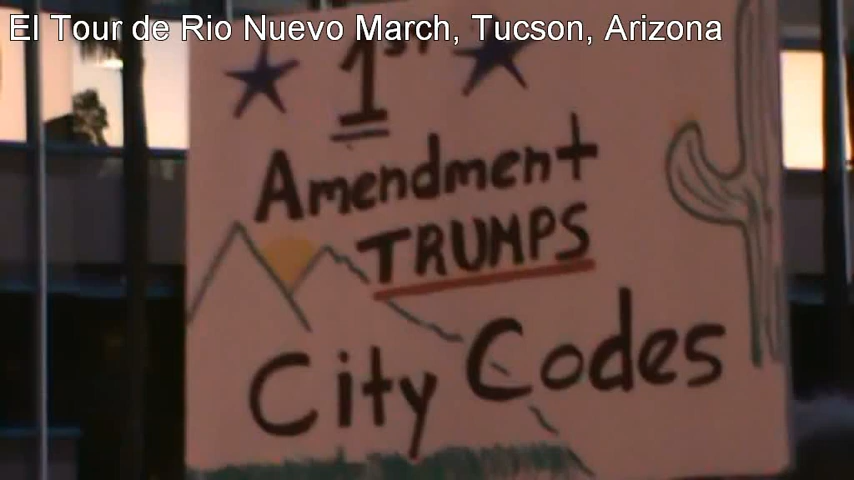 El Tour de Rio Nuevo March, Tucson, Arizona
1st
Amendment
TRUMPS
City Codes